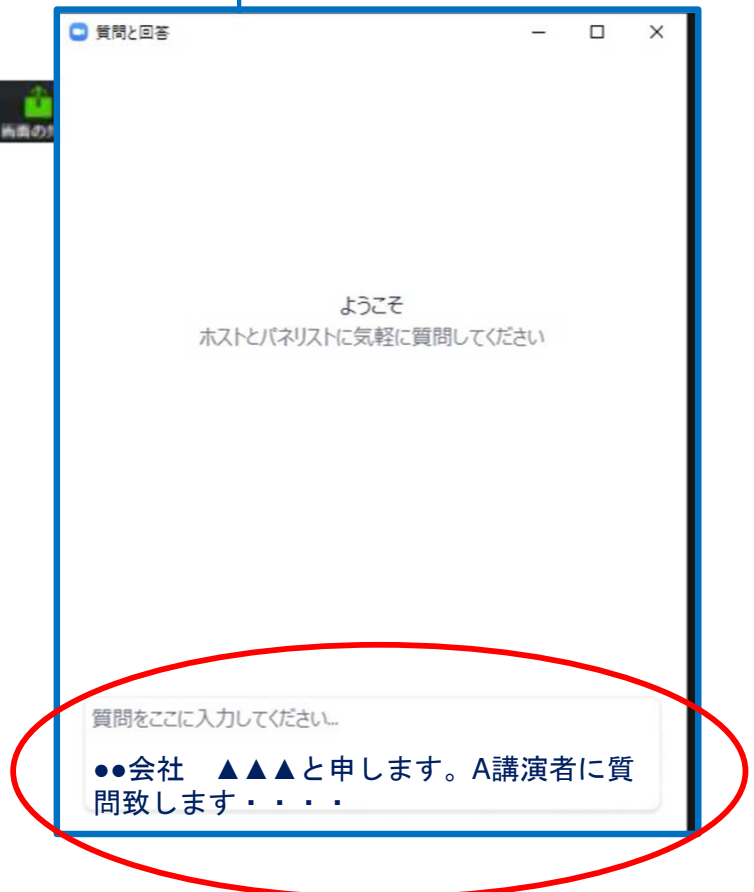 質問と回答
画面の
ようこそ
ホストとパネリストに気軽に質問してください
質問をここに入力してください...
●●会社　▲▲▲と申します。A講演者に質
問致します・・・・